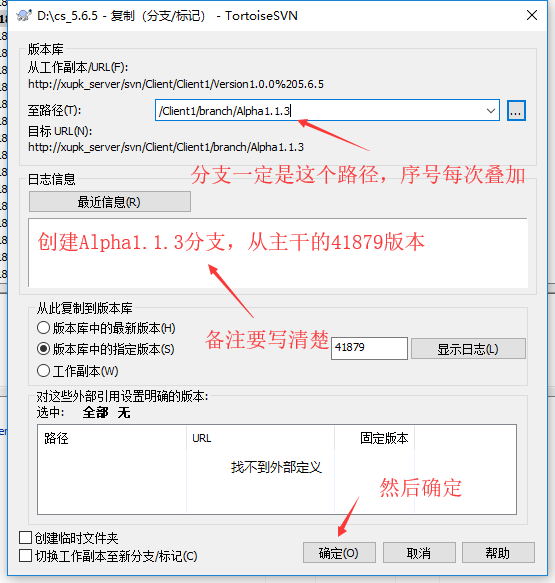 D:\cs_5.6.5 - 复制（分支/标记）- TortoiseSVN
版本库
从工作副本/URL(F):
http://xupk_server/svn/Client/Client1/Version1.0.0%205.6.5
至路径(T):
/Client1/branch/Alpha1.1.3
...
目标 URL(N):
http://xupk_server/svn/Client/Client1/branch/Alpha1.1.3
分支一定是这个路径，序号每次叠加
日志信息
最近信息(R)
创建Alpha1.1.3分支，从主干的41879版本
从此复制到版本库
版本库中的最新版本(H)
备注要写清楚
版本库中的指定版本(S)
41879
显示日志(L)
工作副本(W)
对这些外部引用设置明确的版本:
选中: 全部 无
路径 URL 固定版本
找不到外部定义
然后确定
创建临时文件夹
切换工作副本至新分支/标记(C)
确定(O) 取消 帮助